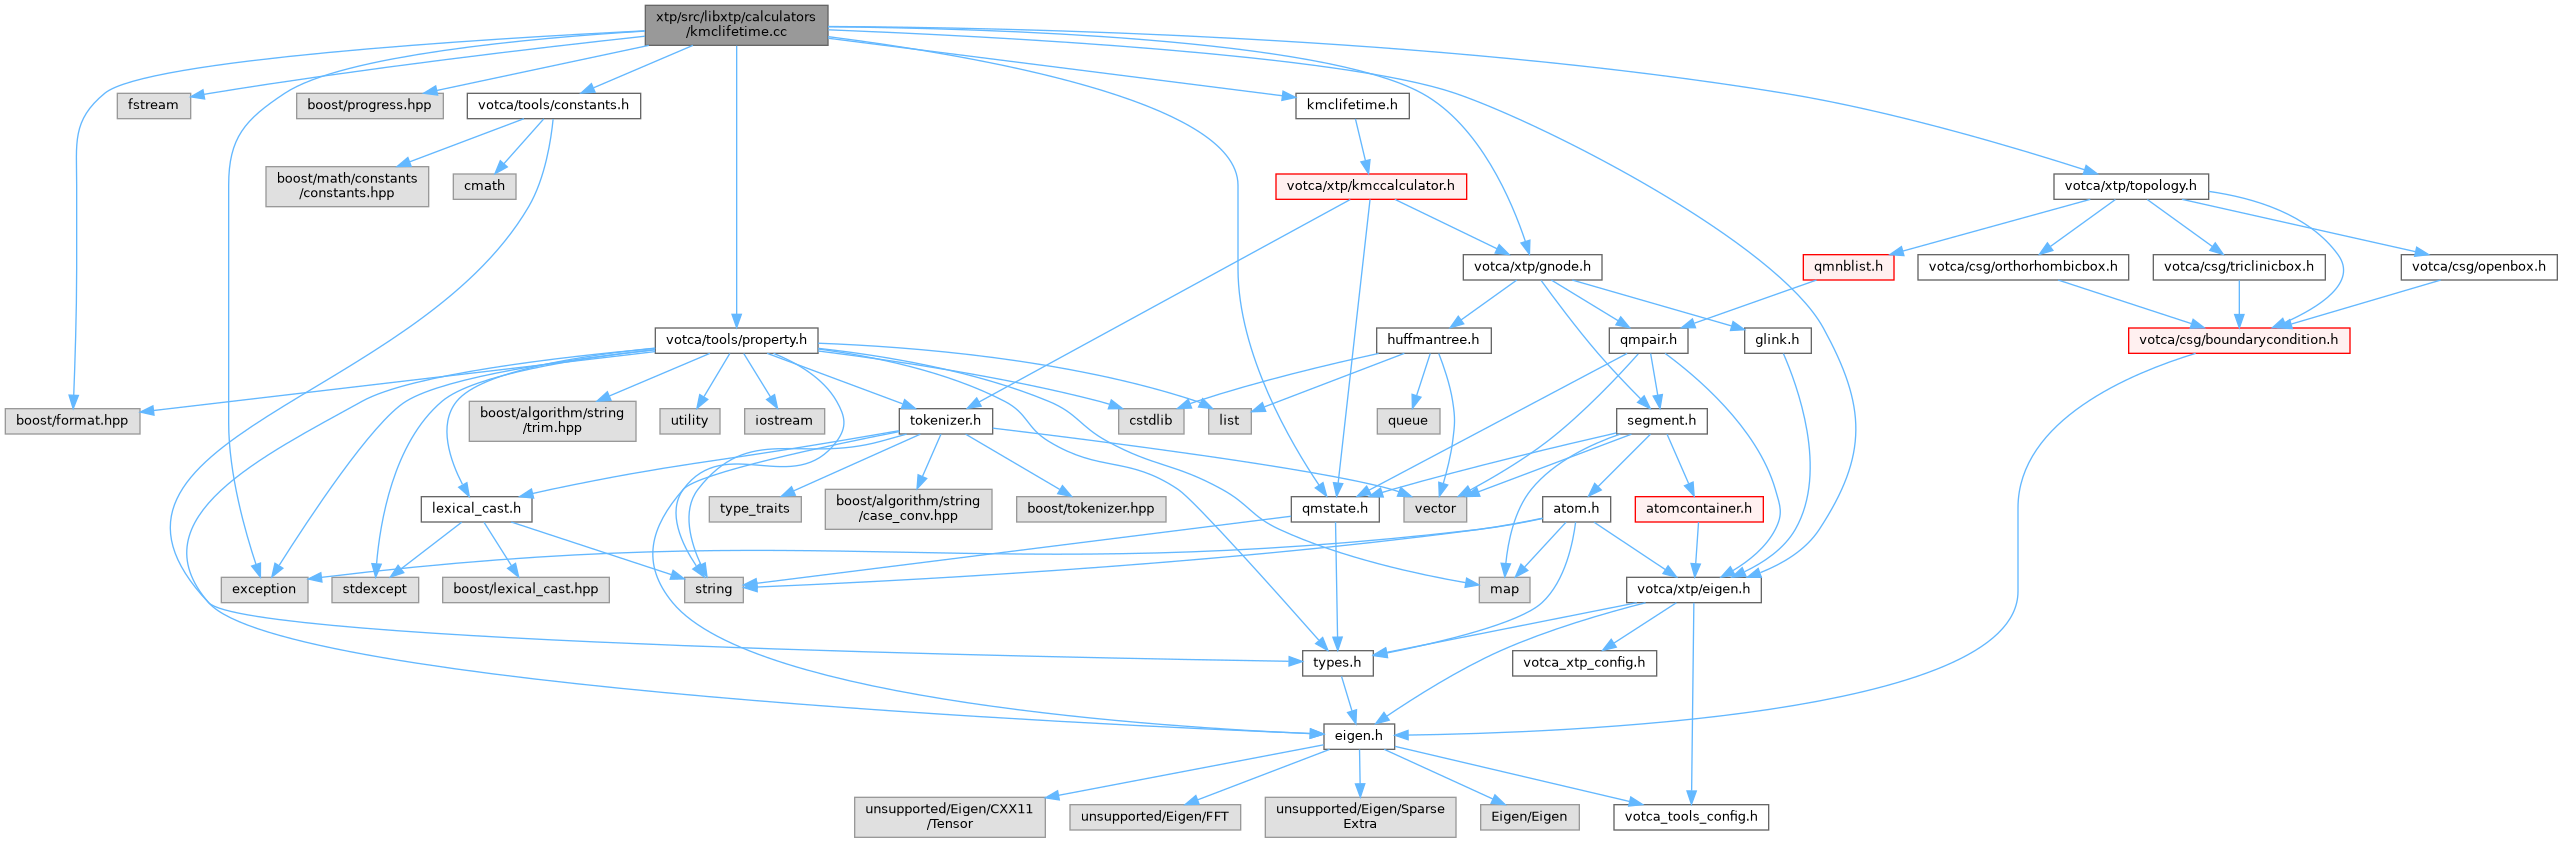 xtp/src/libxtp/calculators
/kmclifetime.cc
fstream
boost/progress.hpp
votca/tools/constants.h
kmclifetime.h
boost/math/constants
/constants.hpp
cmath
votca/xtp/kmccalculator.h
votca/xtp/topology.h
votca/xtp/gnode.h
qmnblist.h
votca/csg/orthorhombicbox.h
votca/csg/triclinicbox.h
votca/csg/openbox.h
votca/tools/property.h
huffmantree.h
qmpair.h
glink.h
votca/csg/boundarycondition.h
boost/format.hpp
boost/algorithm/string
/trim.hpp
utility
iostream
tokenizer.h
cstdlib
list
queue
segment.h
lexical_cast.h
type_traits
boost/algorithm/string
/case_conv.hpp
boost/tokenizer.hpp
qmstate.h
vector
atom.h
atomcontainer.h
exception
stdexcept
boost/lexical_cast.hpp
string
map
votca/xtp/eigen.h
types.h
votca_xtp_config.h
eigen.h
unsupported/Eigen/CXX11
/Tensor
unsupported/Eigen/FFT
unsupported/Eigen/Sparse
Extra
Eigen/Eigen
votca_tools_config.h